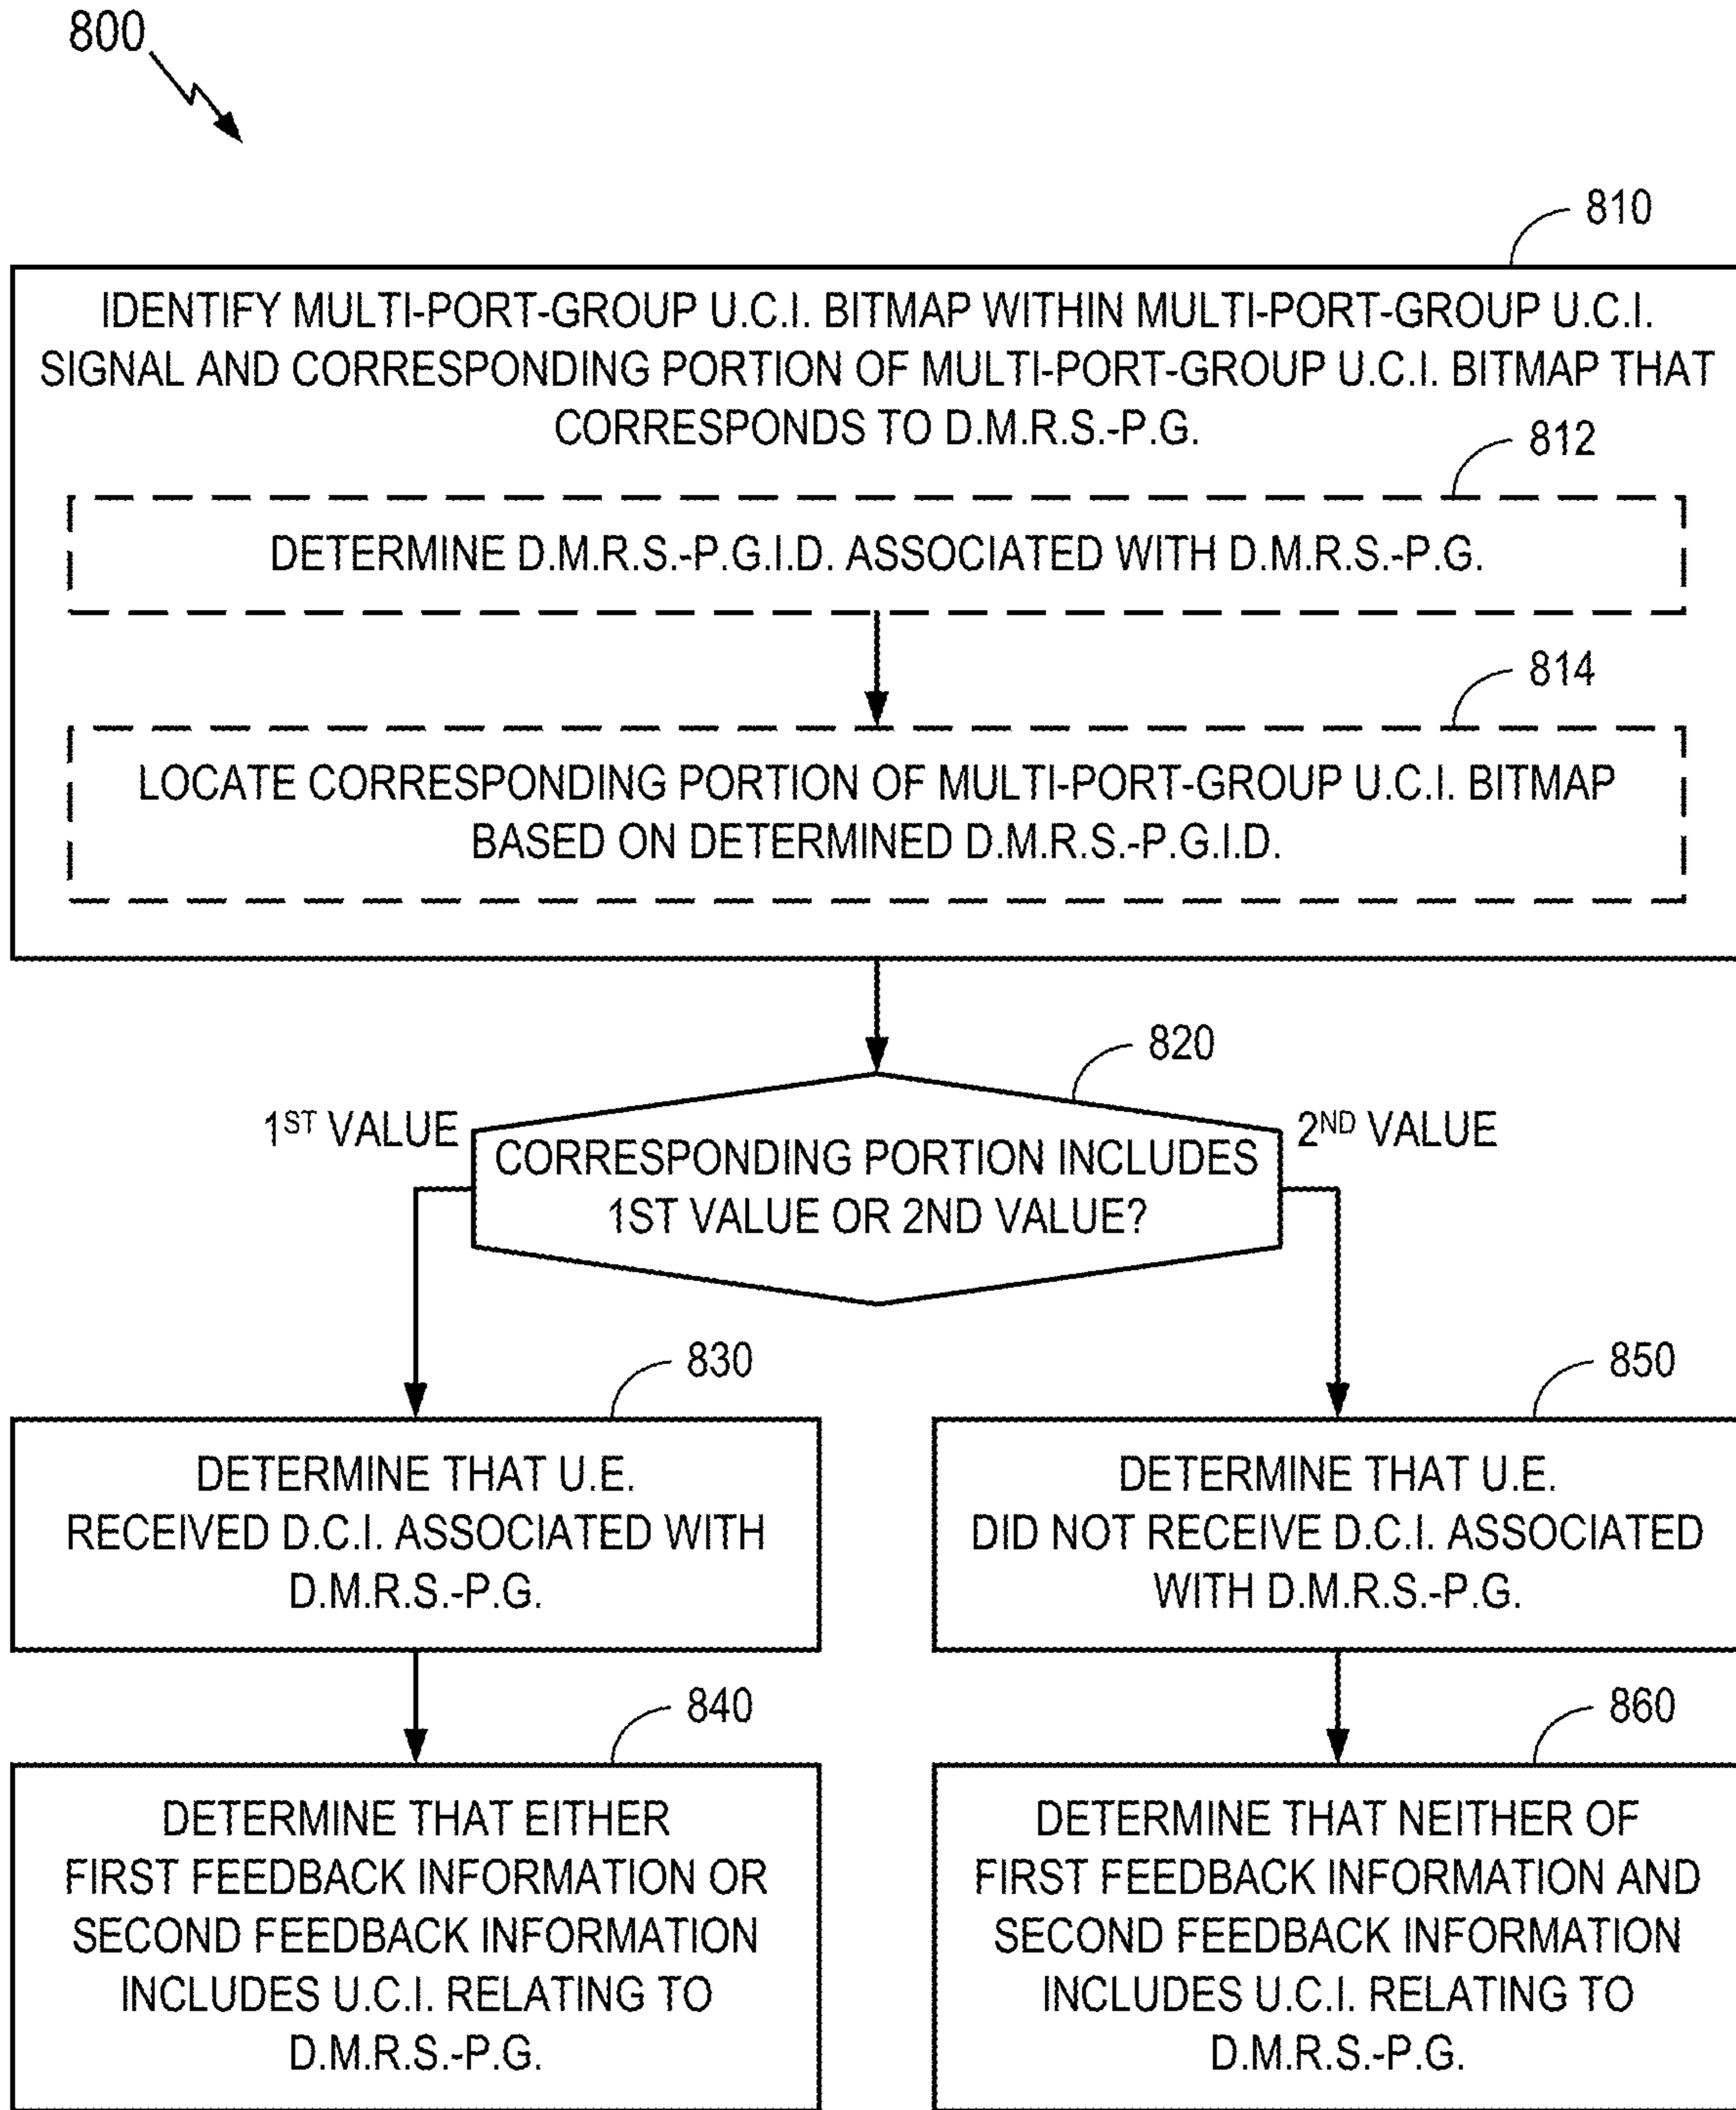 800
810
IDENTIFY MULTI-PORT-GROUP U.C.I. BITMAP WITHIN MULTI-PORT-GROUP U.C.I.
SIGNAL AND CORRESPONDING PORTION OF MULTI-PORT-GROUP U.C.I. BITMAP THAT
CORRESPONDS TO D.M.R.S.-P.G.
812
DETERMINE D.M.R.S.-P.G.I.D. ASSOCIATED WITH D.M.R.S.-P.G.
814
LOCATE CORRESPONDING PORTION OF MULTI-PORT-GROUP U.C.I. BITMAP
BASED ON DETERMINED D.M.R.S.-P.G.I.D.
820
1ST VALUE
2ND VALUE
CORRESPONDING PORTION INCLUDES
1ST VALUE OR 2ND VALUE?
830
DETERMINE THAT U.E.
RECEIVED D.C.I. ASSOCIATED WITH
D.M.R.S.-P.G.
850
DETERMINE THAT U.E.
DID NOT RECEIVE D.C.I. ASSOCIATED
WITH D.M.R.S.-P.G.
840
DETERMINE THAT EITHER
FIRST FEEDBACK INFORMATION OR
SECOND FEEDBACK INFORMATION
INCLUDES U.C.I. RELATING TO
D.M.R.S.-P.G.
860
DETERMINE THAT NEITHER OF
FIRST FEEDBACK INFORMATION AND
SECOND FEEDBACK INFORMATION
INCLUDES U.C.I. RELATING TO
D.M.R.S.-P.G.